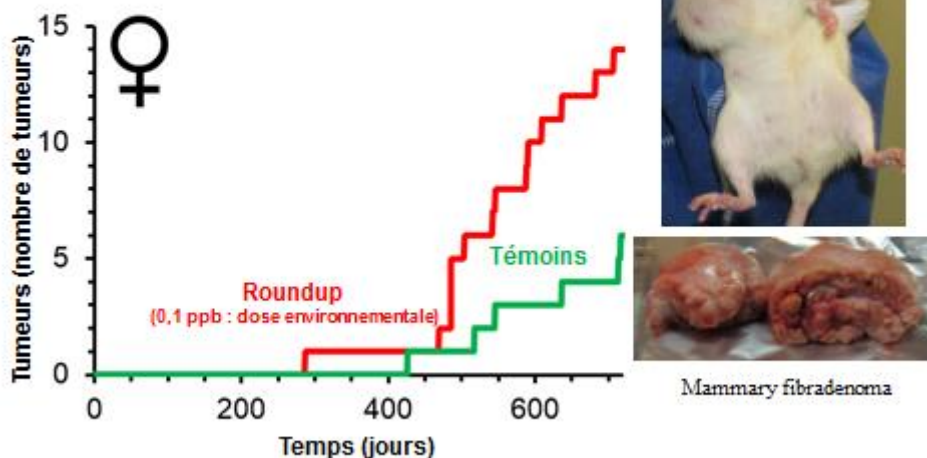 Tumeurs (nombre de tumeurs)
15
10
5
0
Roundup
(0,1 ppb : dose environnementale)
Témoins
0
200
400
600
Temps (jours)
Mammary fibradenoma